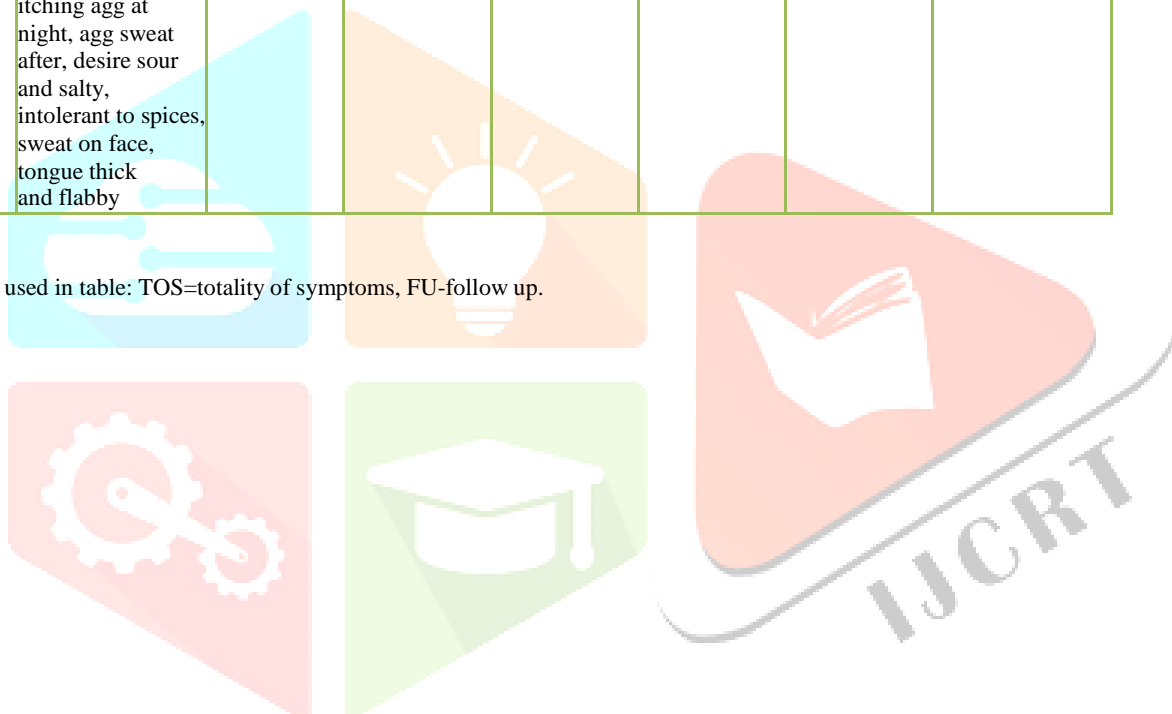 itching agg at
night, agg sweat
after, desire sour
and salty,
intolerant to spices,
sweat on face,
tongue thick
and flabby
used in table: TOS=totality of symptoms, FU-follow up.
IJCRT